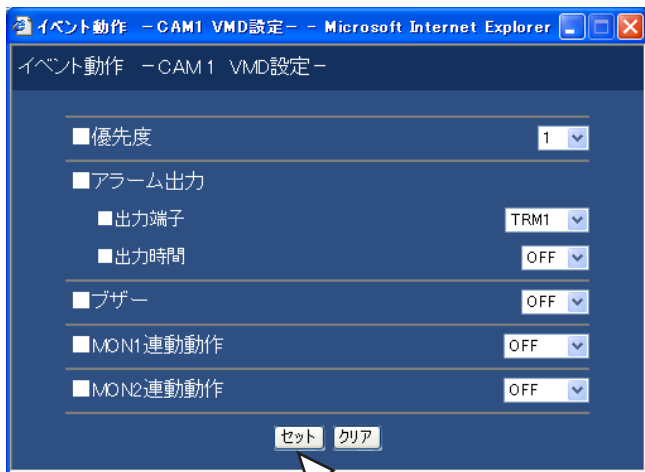 イベント動作 －CAM1 VMD設定－ - Microsoft Internet Explorer
イベント動作 －CAM1 VMD設定－
■優先度 1
■アラーム出力
■出力端子 TRM1
■出力時間 OFF
■ブザー OFF
■MON1連動動作 OFF
■MON2連動動作 OFF
セット クリア